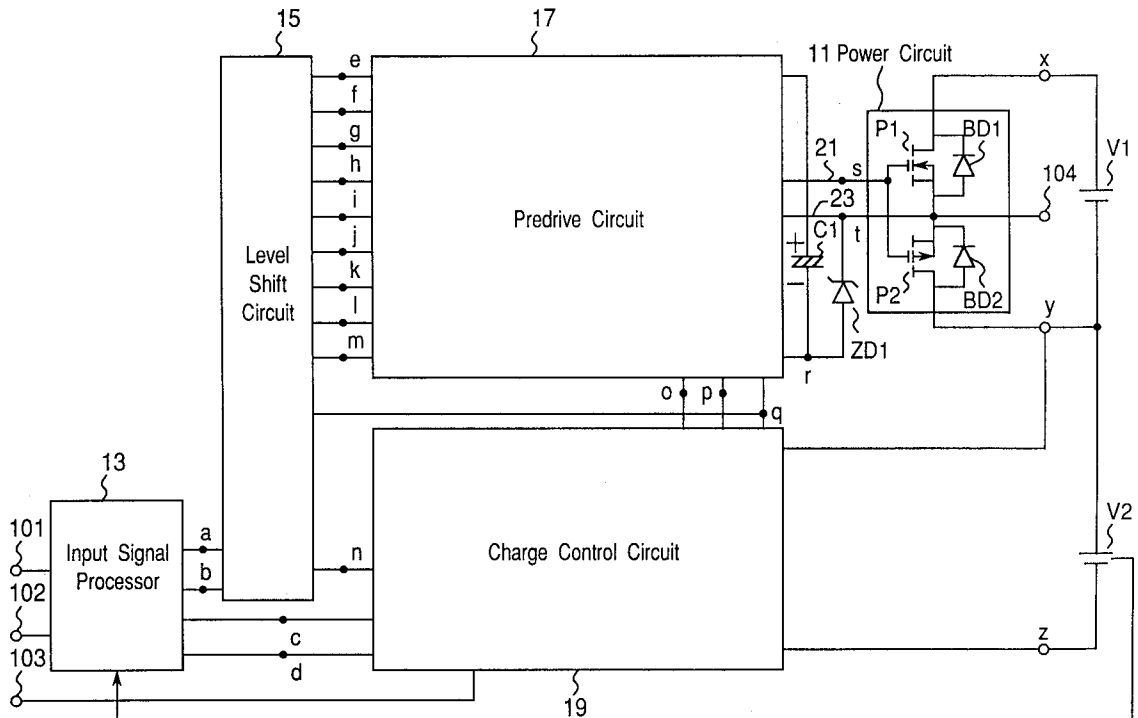 15
17
11 Power Circuit
x
e
f
g
h
i
j
k
l
m
P1
BD1
V1
21
s
104
23
t
Predrive Circuit
Level
Shift
Circuit
+
C1
−
P2
BD2
ZD1
y
r
o
p
q
13
101
Input Signal
Processor
a
b
n
Charge Control Circuit
V2
102
c
d
z
103
19